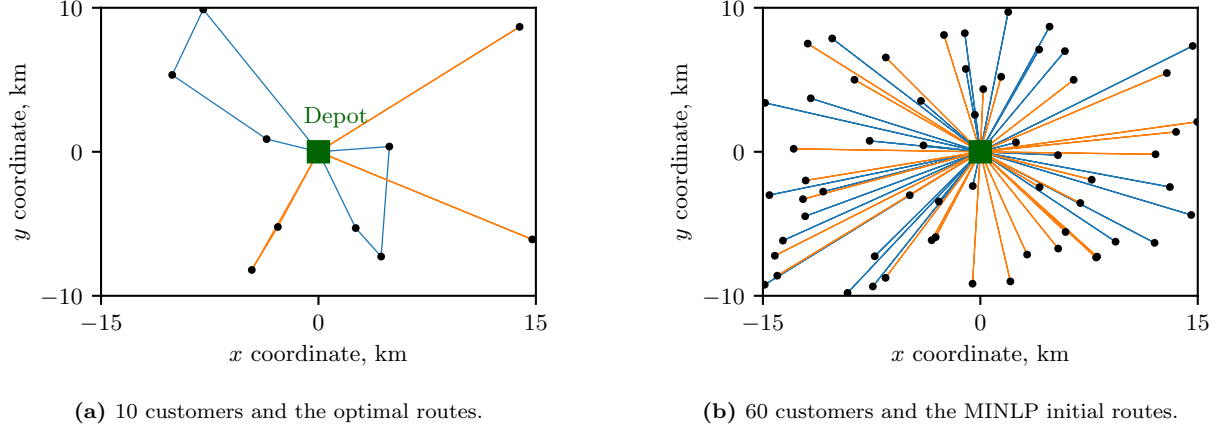 10
0
−10
y coordinate, km
Depot
−15
0
15
x coordinate, km
(a) 10 customers and the optimal routes.
10
0
−10
y coordinate, km
−15
0
15
x coordinate, km
(b) 60 customers and the MINLP initial routes.